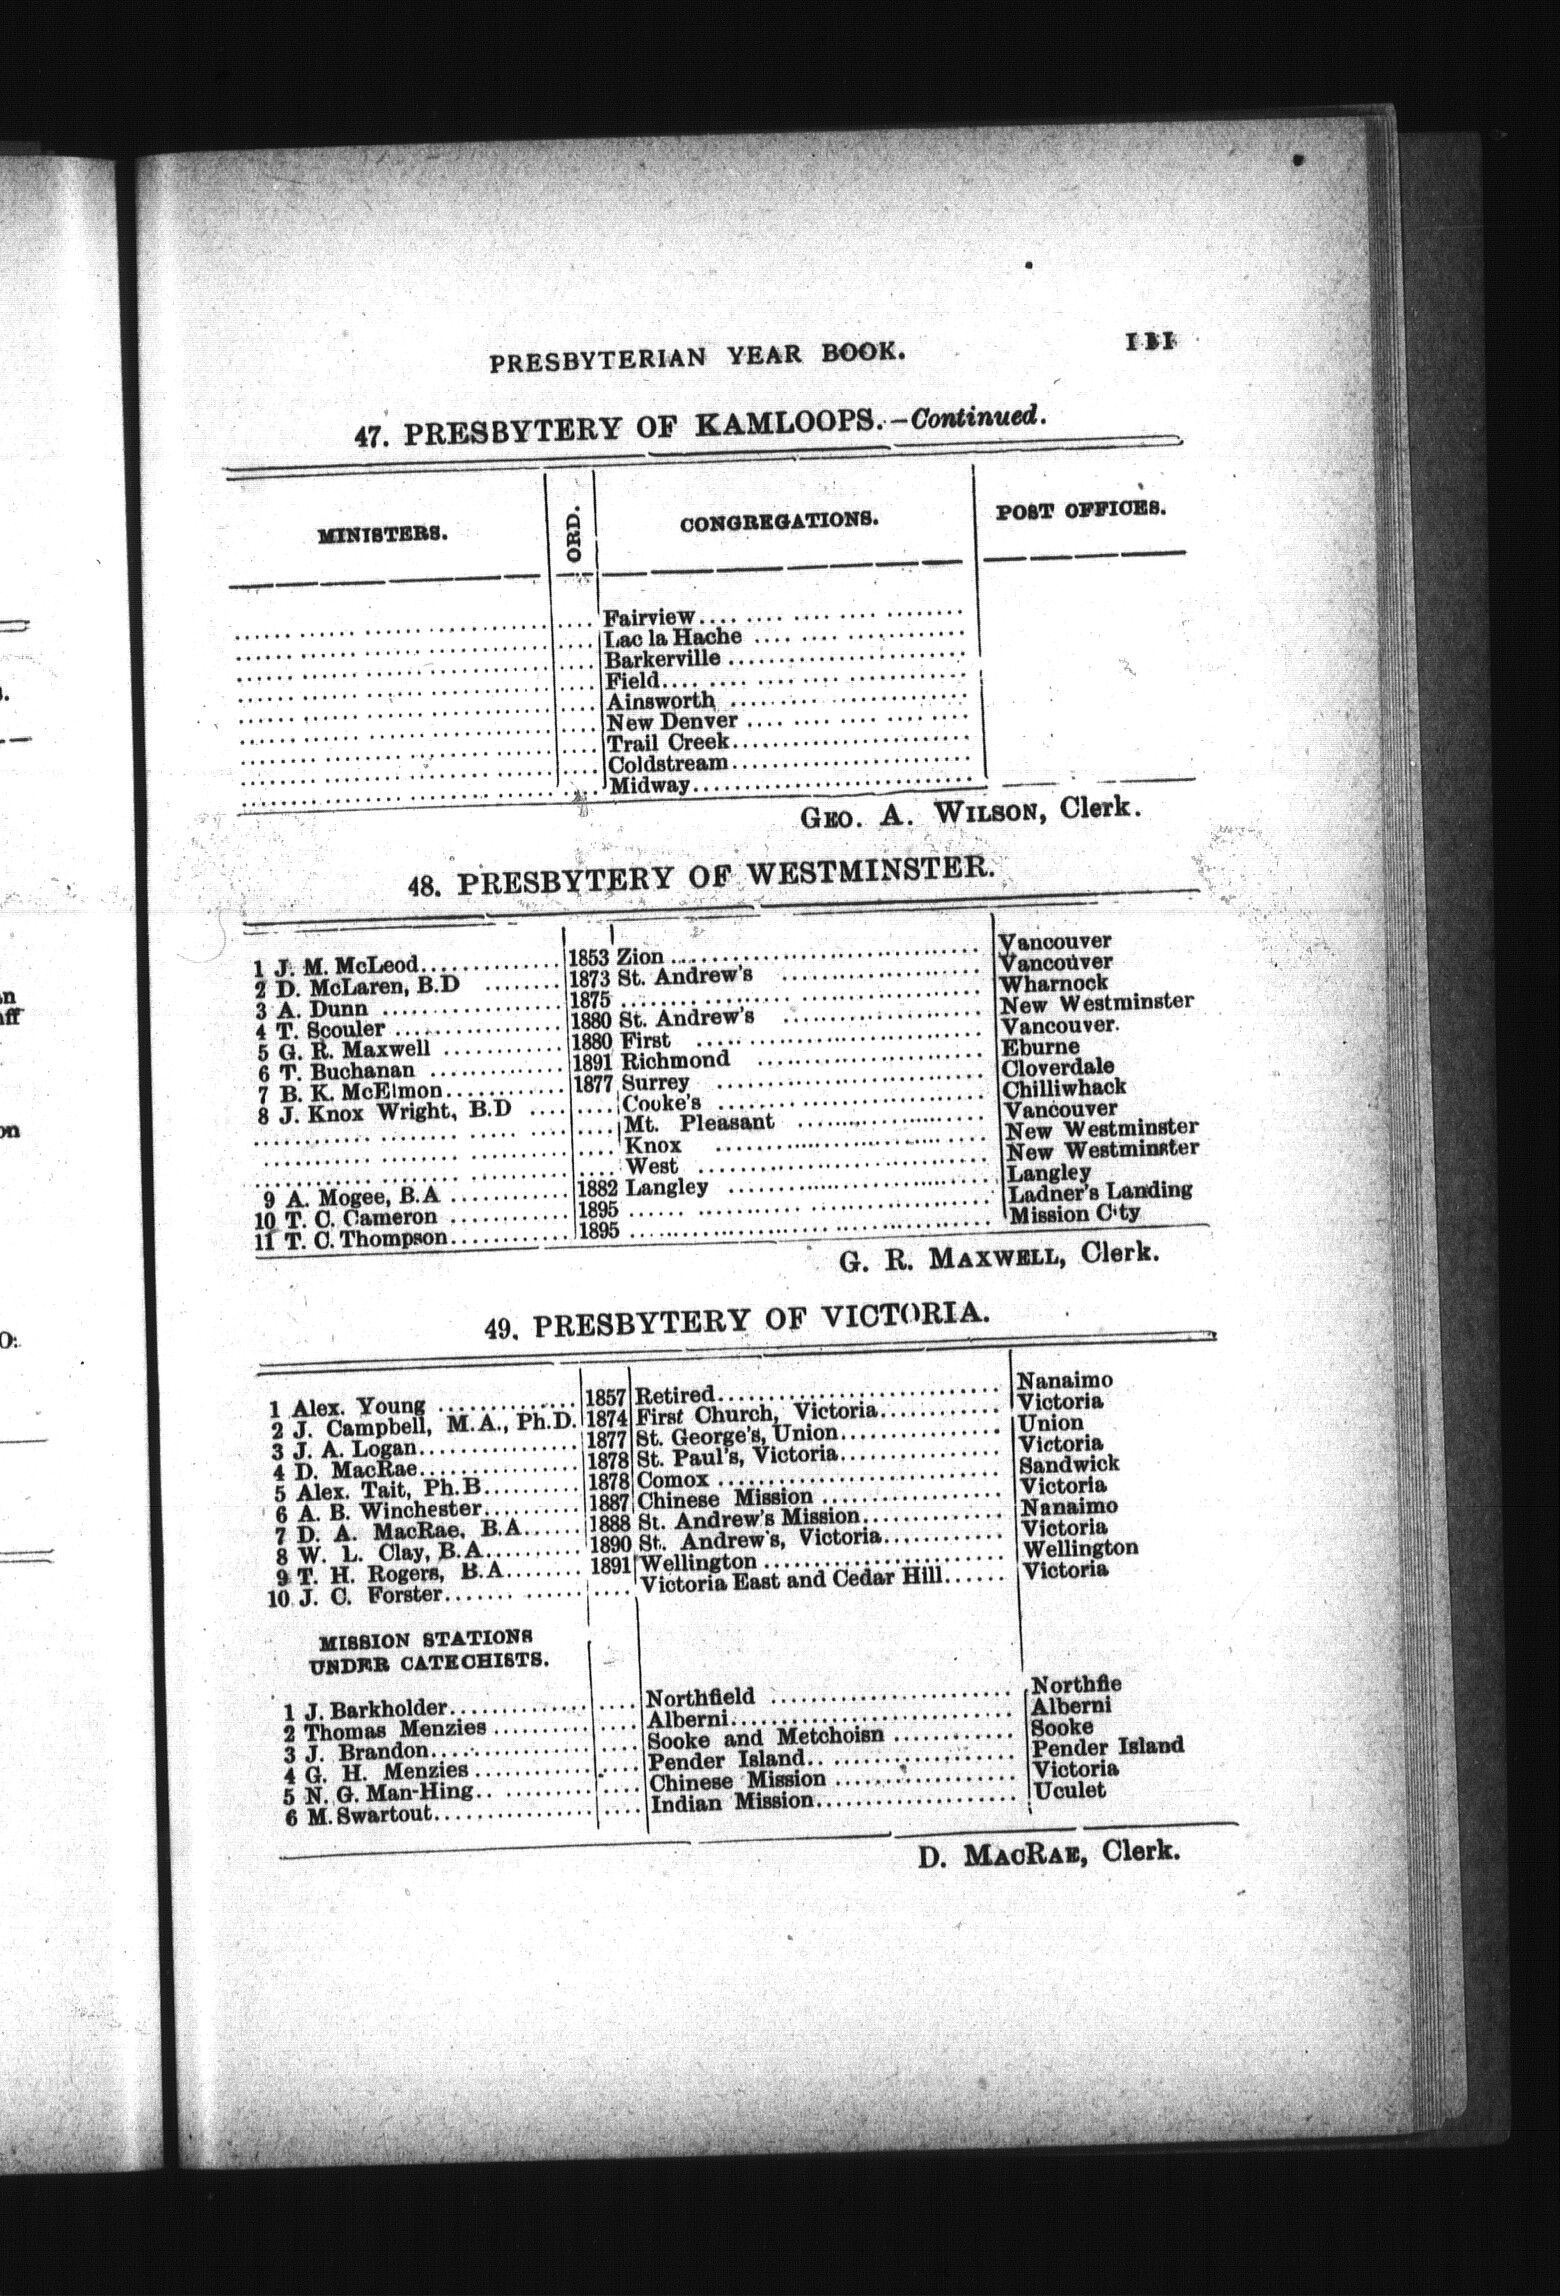 PRESBYTERIAN YEAR BOOK. 111
47. PRESBYTERY OF KAMLOOPS.—Continued.
MINISTERS. ORD. CONGREGATIONS. POST OFFICES.
Fairview
Lac la Hache
Barkerville
Field
Ainsworth
New Denver
Trail Creek
Coldstream
Midway
GEO. A. WILSON, Clerk.
48. PRESBYTERY OF WESTMINSTER.
1 J. M. McLeod 1853 Zion Vancouver
2 D. McLaren, B.D 1873 St. Andrew's Vancouver
3 A. Dunn 1875 Wharnock
4 T. Scouler 1880 St. Andrew's New Westminster
5 G. R. Maxwell 1880 First Vancouver.
6 T. Buchanan 1891 Richmond Eburne
7 B. K. McElmon 1877 Surrey Cloverdale
8 J. Knox Wright, B.D Cooke's Chilliwhack
Mt. Pleasant Vancouver
Knox New Westminster
West New Westminster
9 A. Mogee, B.A 1882 Langley Langley
10 T. C. Cameron 1895 Ladner's Landing
11 T. C. Thompson 1895 Mission City
G. R. MAXWELL, Clerk.
49. PRESBYTERY OF VICTORIA.
1 Alex. Young 1857 Retired Nanaimo
2 J. Campbell, M.A., Ph.D. 1874 First Church, Victoria Victoria
3 J. A. Logan 1877 St. George's, Union Union
4 D. MacRae 1878 St. Paul's, Victoria Victoria
5 Alex. Tait, Ph.B 1878 Comox Sandwick
6 A. B. Winchester 1887 Chinese Mission Victoria
7 D. A. MacRae, B.A 1888 St. Andrew's Mission Nanaimo
8 W. L. Clay, B.A 1890 St. Andrew's, Victoria Victoria
9 T. H. Rogers, B.A 1891 Wellington Wellington
10 J. C. Forster Victoria East and Cedar Hill Victoria
MISSION STATIONS
UNDER CATECHISTS.
1 J. Barkholder Northfield Northfie
2 Thomas Menzies Alberni Alberni
3 J. Brandon Sooke and Metchoisn Sooke
4 G. H. Menzies Pender Island Pender Island
5 N. G. Man-Hing Chinese Mission Victoria
6 M. Swartout Indian Mission Uculet
D. MACRAE, Clerk.